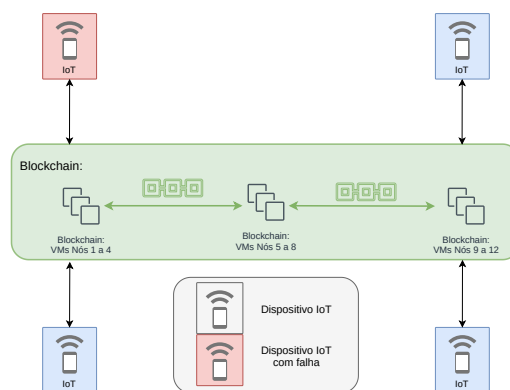 IoT
IoT
Blockchain:
Blockchain:
VMs Nós 1 a 4
Blockchain:
VMs Nós 5 a 8
Blockchain:
VMs Nós 9 a 12
Dispositivo IoT
Dispositivo IoT
com falha
IoT
IoT